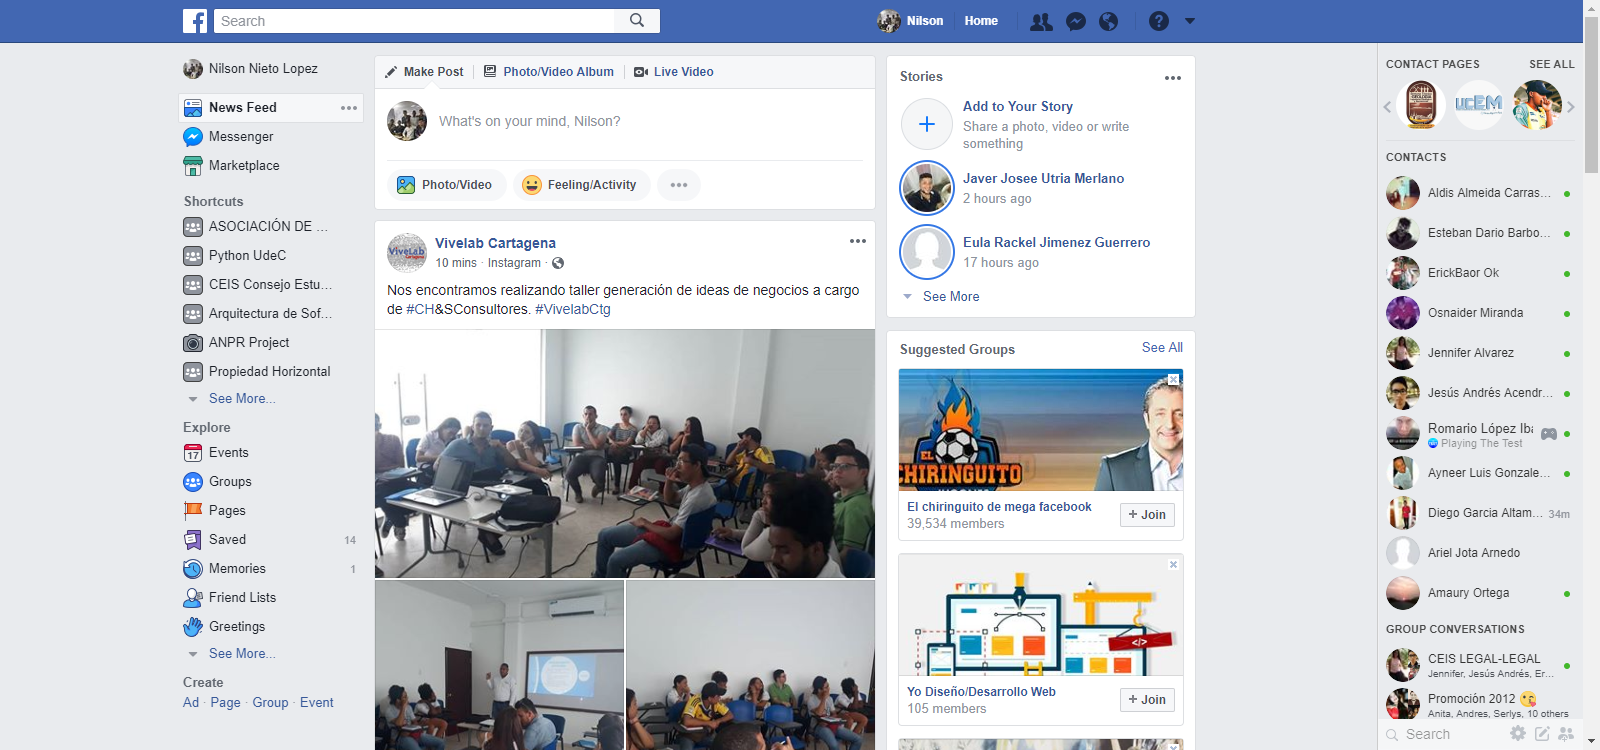 Search
Nilson
Home
Nilson Nieto Lopez
News Feed
Messenger
Marketplace
Shortcuts
ASOCIACIÓN DE ...
Python UdeC
CEIS Consejo Estu...
Arquitectura de Sof...
ANPR Project
Propiedad Horizontal
See More...
Explore
17 Events
Groups
Pages
Saved 14
Memories 1
Friend Lists
Greetings
See More...
Create
Ad · Page · Group · Event
Make Post
Photo/Video Album
Live Video
What's on your mind, Nilson?
Photo/Video
Feeling/Activity
ViveLab
Cartagena
Vivelab Cartagena
10 mins · Instagram ·
Nos encontramos realizando taller generación de ideas de negocios a cargo
de #CH&SConsultores. #VivelabCtg
Stories
Add to Your Story
Share a photo, video or write
something
Javer Josee Utria Merlano
2 hours ago
Eula Rackel Jimenez Guerrero
17 hours ago
See More
Suggested Groups
See All
EL
CHIRINGUITO
El chiringuito de mega facebook
39,534 members
+ Join
</>
Yo Diseño/Desarrollo Web
105 members
+ Join
CONTACT PAGES
SEE ALL
UCEM
CONTACTS
Aldis Almeida Carras...
Esteban Dario Barbo...
ErickBaor Ok
Osnaider Miranda
Jennifer Alvarez
Jesús Andrés Acendr...
Romario López Iba
Playing The Test
Ayneer Luis Gonzale...
Diego Garcia Altam... 34m
Ariel Jota Arnedo
Amaury Ortega
GROUP CONVERSATIONS
CEIS LEGAL-LEGAL
Jennifer, Jesús Andrés, Er...
Promoción 2012 😘
Anita, Andres, Serlys, 10 others
Search